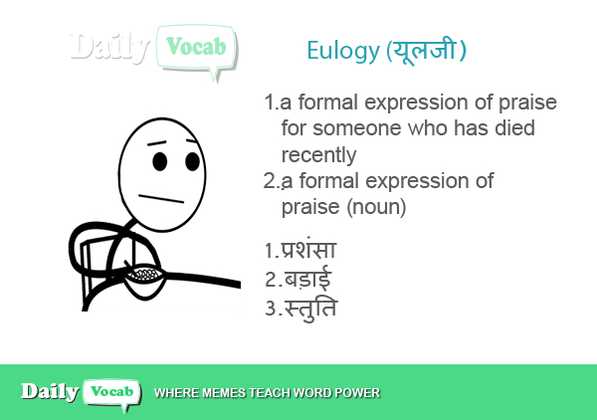 Daily Vocab
Eulogy (यूलजी)
1.a formal expression of praise
for someone who has died
recently
2.a formal expression of
praise (noun)
1.प्रशंसा
2.बड़ाई
3.स्तुति
Daily Vocab WHERE MEMES TEACH WORD POWER